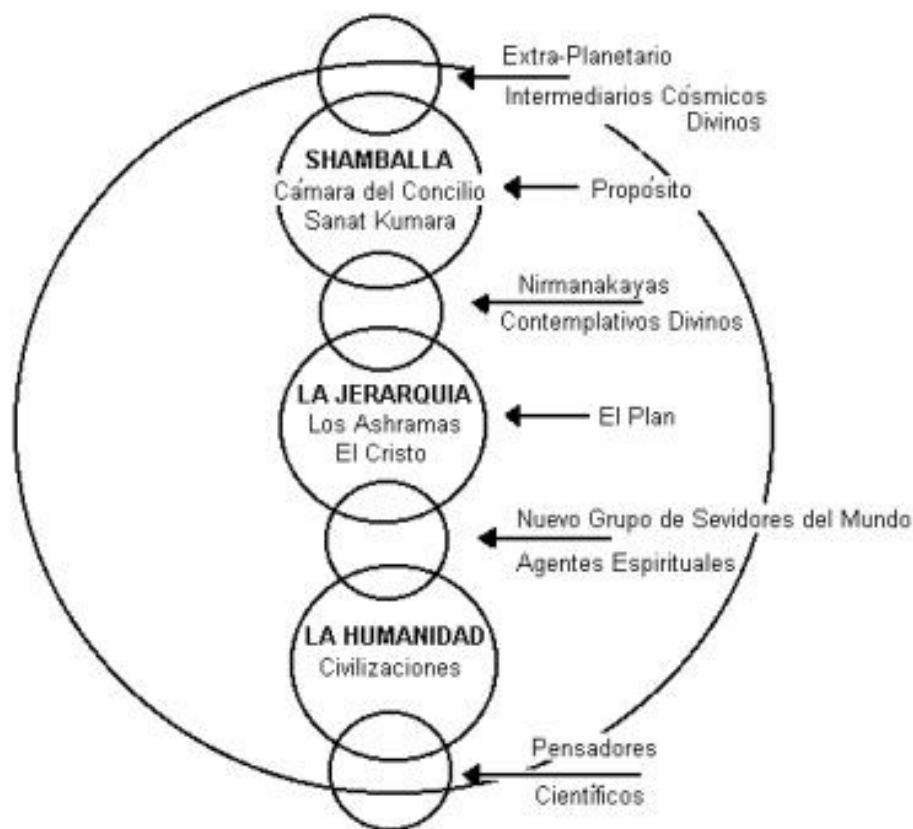 Extra-Planetario
Intermediarios Cósmicos
Divinos
SHAMBALLA
Cámara del Concilio
Sanat Kumara
Propósito
Nirmanakayas
Contemplativos Divinos
LA JERARQUIA
Los Ashramas
El Cristo
El Plan
Nuevo Grupo de Sevidores del Mundo
Agentes Espirituales
LA HUMANIDAD
Civilizaciones
Pensadores
Científicos